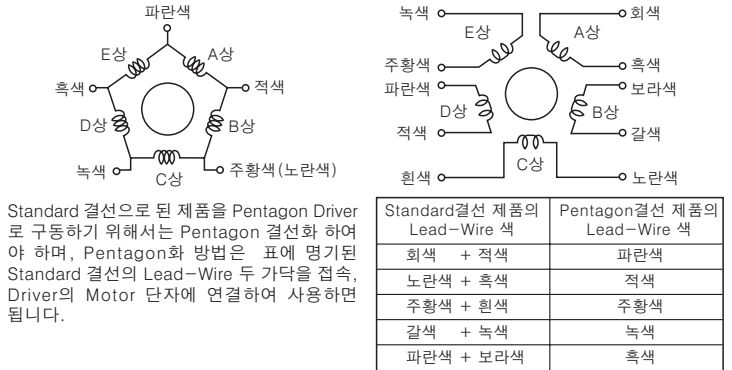 파란색
E상
A상
흑색
적색
D상
B상
녹색
C상
주황색(노란색)
녹색
회색
E상
A상
주황색
흑색
파란색
보라색
D상
B상
적색
갈색
C상
흰색
노란색
Standard 결선으로 된 제품을 Pentagon Driver
로 구동하기 위해서는 Pentagon 결선화 하여
야 하며, Pentagon화 방법은 표에 명기된
Standard 결선의 Lead-Wire 두 가닥을 접속,
Driver의 Motor 단자에 연결하여 사용하면
됩니다.
Standard결선 제품의 Pentagon결선 제품의
Lead-Wire 색 Lead-Wire 색
회색 + 적색 파란색
노란색 + 흑색 적색
주황색 + 흰색 주황색
갈색 + 녹색 녹색
파란색 + 보라색 흑색